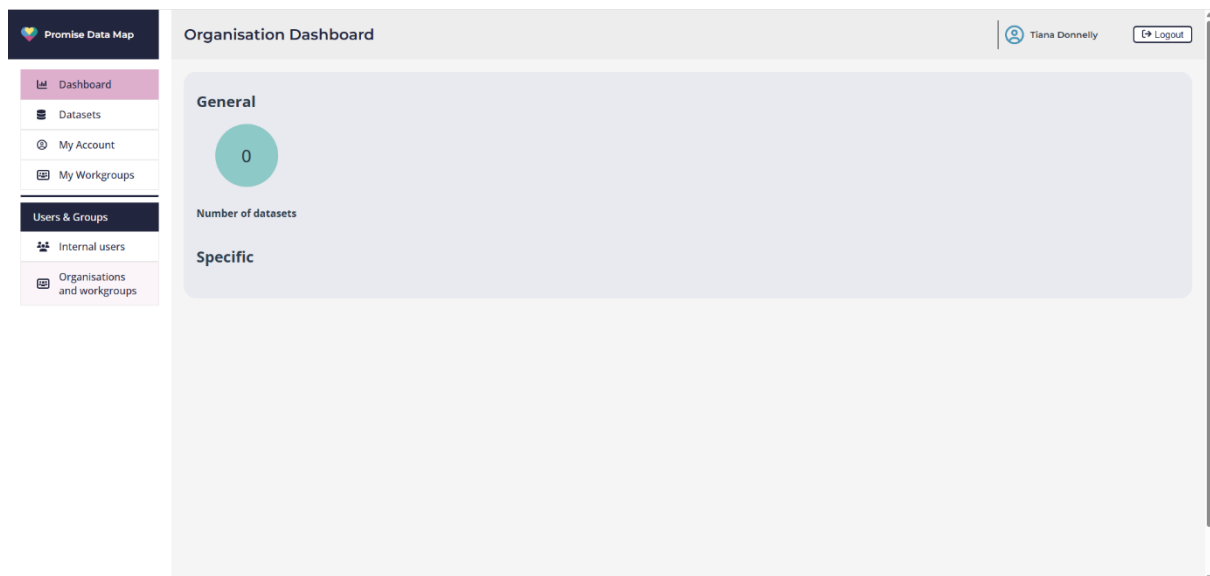 Promise Data Map
Organisation Dashboard
Tiana Donnelly
Logout
Dashboard
Datasets
My Account
My Workgroups
Users & Groups
Internal users
Organisations
and workgroups
General
0
Number of datasets
Specific